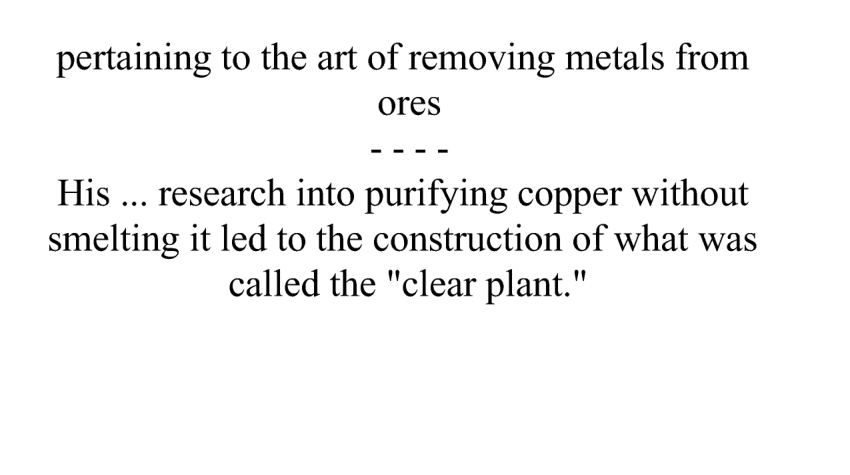 pertaining to the art of removing metals from
ores
- - - -
His ... research into purifying copper without
smelting it led to the construction of what was
called the "clear plant."